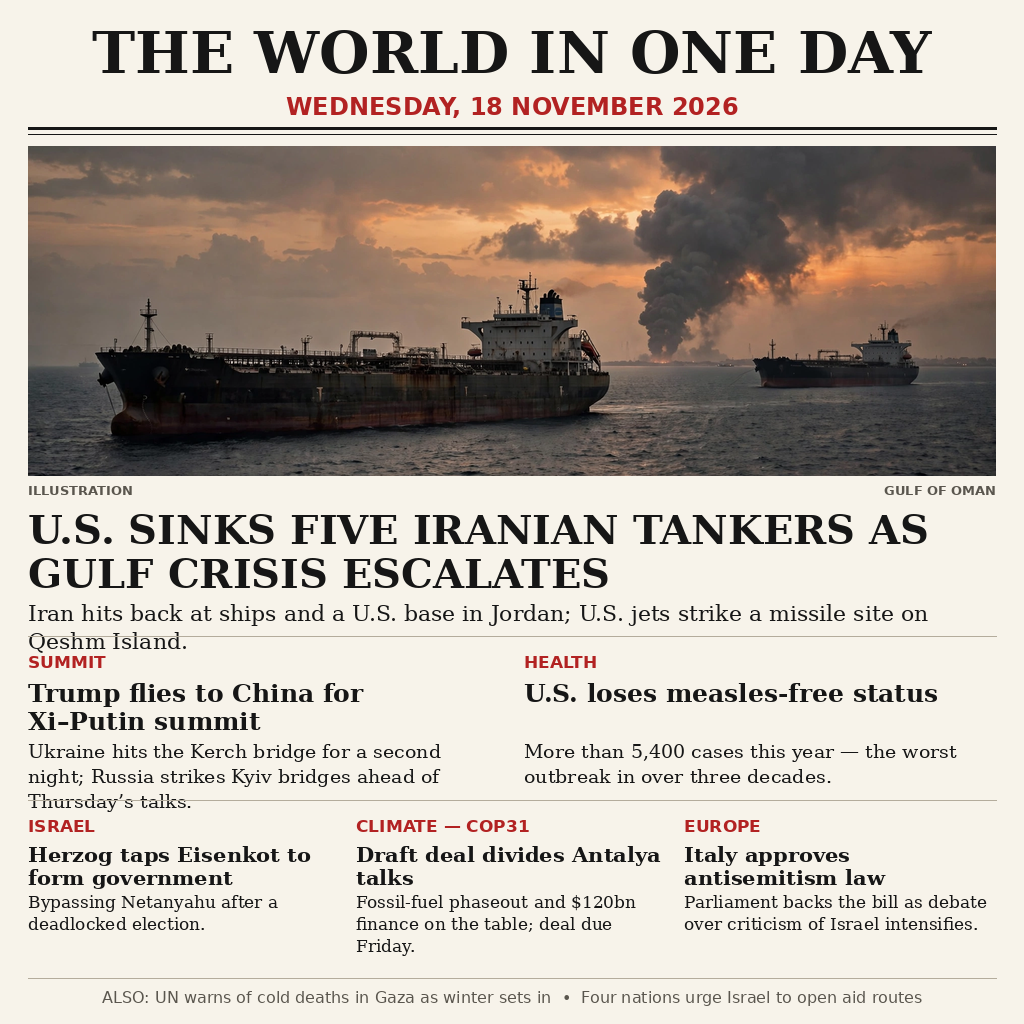 THE WORLD IN ONE DAY
WEDNESDAY, 18 NOVEMBER 2026
ILLUSTRATION
GULF OF OMAN
U.S. SINKS FIVE IRANIAN TANKERS AS
GULF CRISIS ESCALATES
Iran hits back at ships and a U.S. base in Jordan; U.S. jets strike a missile site on
Qeshm Island.
SUMMIT
Trump flies to China for
Xi–Putin summit
Ukraine hits the Kerch bridge for a second
night; Russia strikes Kyiv bridges ahead of
Thursday’s talks.
HEALTH
U.S. loses measles-free status
More than 5,400 cases this year — the worst
outbreak in over three decades.
ISRAEL
Herzog taps Eisenkot to
form government
Bypassing Netanyahu after a
deadlocked election.
CLIMATE — COP31
Draft deal divides Antalya
talks
Fossil-fuel phaseout and $120bn
finance on the table; deal due
Friday.
EUROPE
Italy approves
antisemitism law
Parliament backs the bill as debate
over criticism of Israel intensifies.
ALSO: UN warns of cold deaths in Gaza as winter sets in • Four nations urge Israel to open aid routes